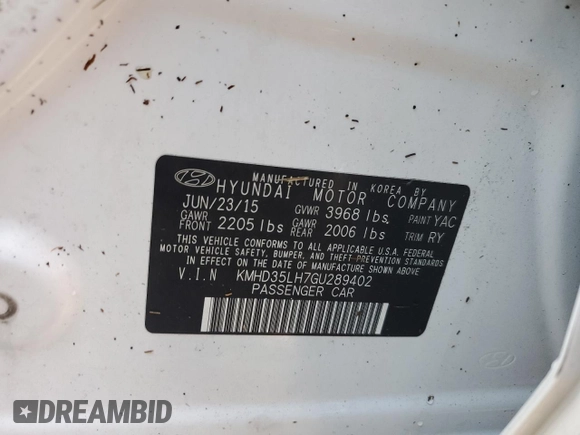 MANUFACTURED IN KOREA BY
HYUNDAI MOTOR COMPANY
JUN/23/15 GVWR 3968 lbs. PAINT YAC
GAWR FRONT 2205 lbs GAWR REAR 2006 lbs TRIM RY
THIS VEHICLE CONFORMS TO ALL APPLICABLE U.S.A. FEDERAL
MOTOR VEHICLE SAFETY, BUMPER, AND THEFT PREVENTION STANDARDS
IN EFFECT ON THE DATE OF MANUFACTURE SHOWN ABOVE.
V.I.N KMHD35LH7GU289402
PASSENGER CAR
DREAMBID